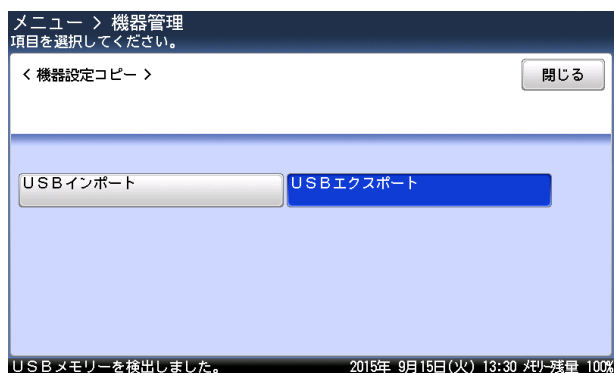 メニュー > 機器管理
項目を選択してください。
< 機器設定コピー >
閉じる
USBインポート
USBエクスポート
USBメモリーを検出しました。
2015年 9月15日(火) 13:30 メモリー残量 100%